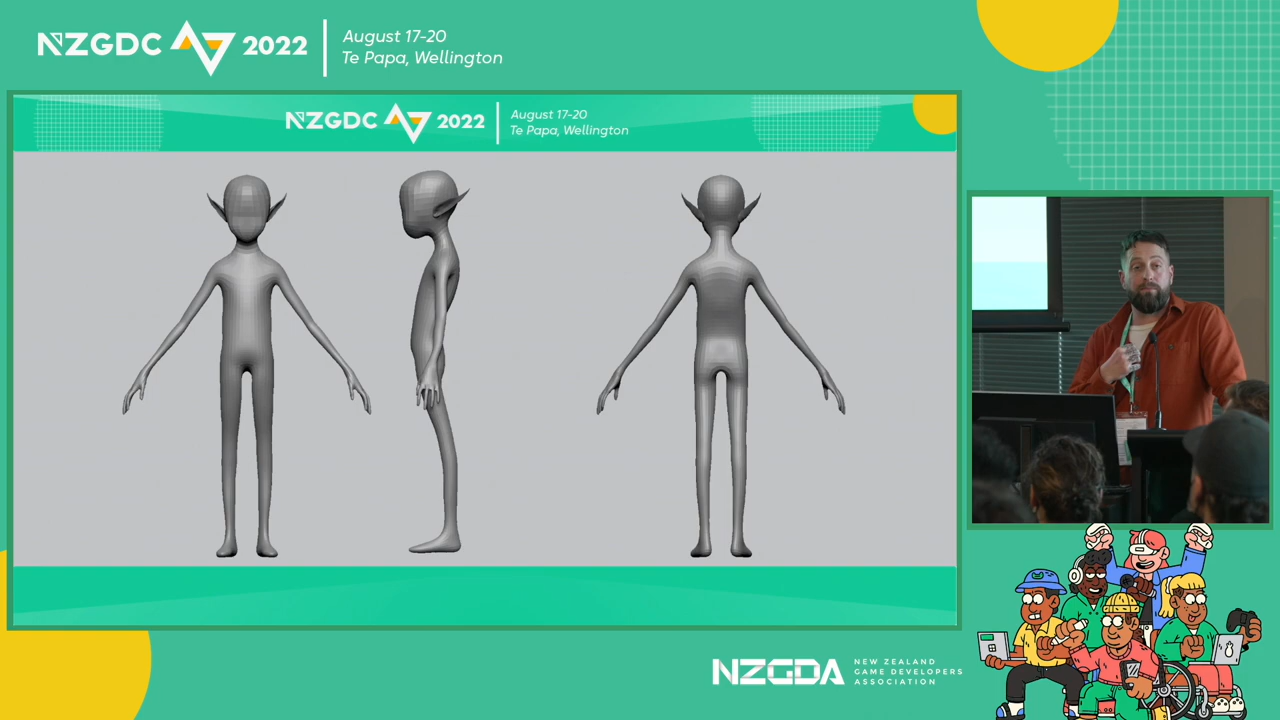 NZGDC 2022
August 17-20
Te Papa, Wellington
NZGDC 2022
August 17-20
Te Papa, Wellington
NZGDA
NEW ZEALAND
GAME DEVELOPERS
ASSOCIATION